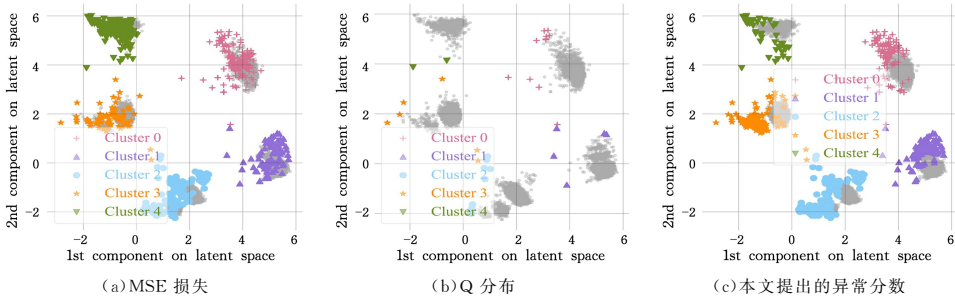 2nd component on latent space
6
4
2
0
−2
Cluster 0
Cluster 1
Cluster 2
Cluster 3
Cluster 4
−2 0 2 4 6
1st component on latent space
(a)MSE 损失
2nd component on latent space
6
4
2
0
−2
Cluster 0
Cluster 1
Cluster 2
Cluster 3
Cluster 4
−2 0 2 4 6
1st component on latent space
(b)Q 分布
2nd component on latent space
6
4
2
0
−2
Cluster 0
Cluster 1
Cluster 2
Cluster 3
Cluster 4
−2 0 2 4 6
1st component on latent space
(c)本文提出的异常分数